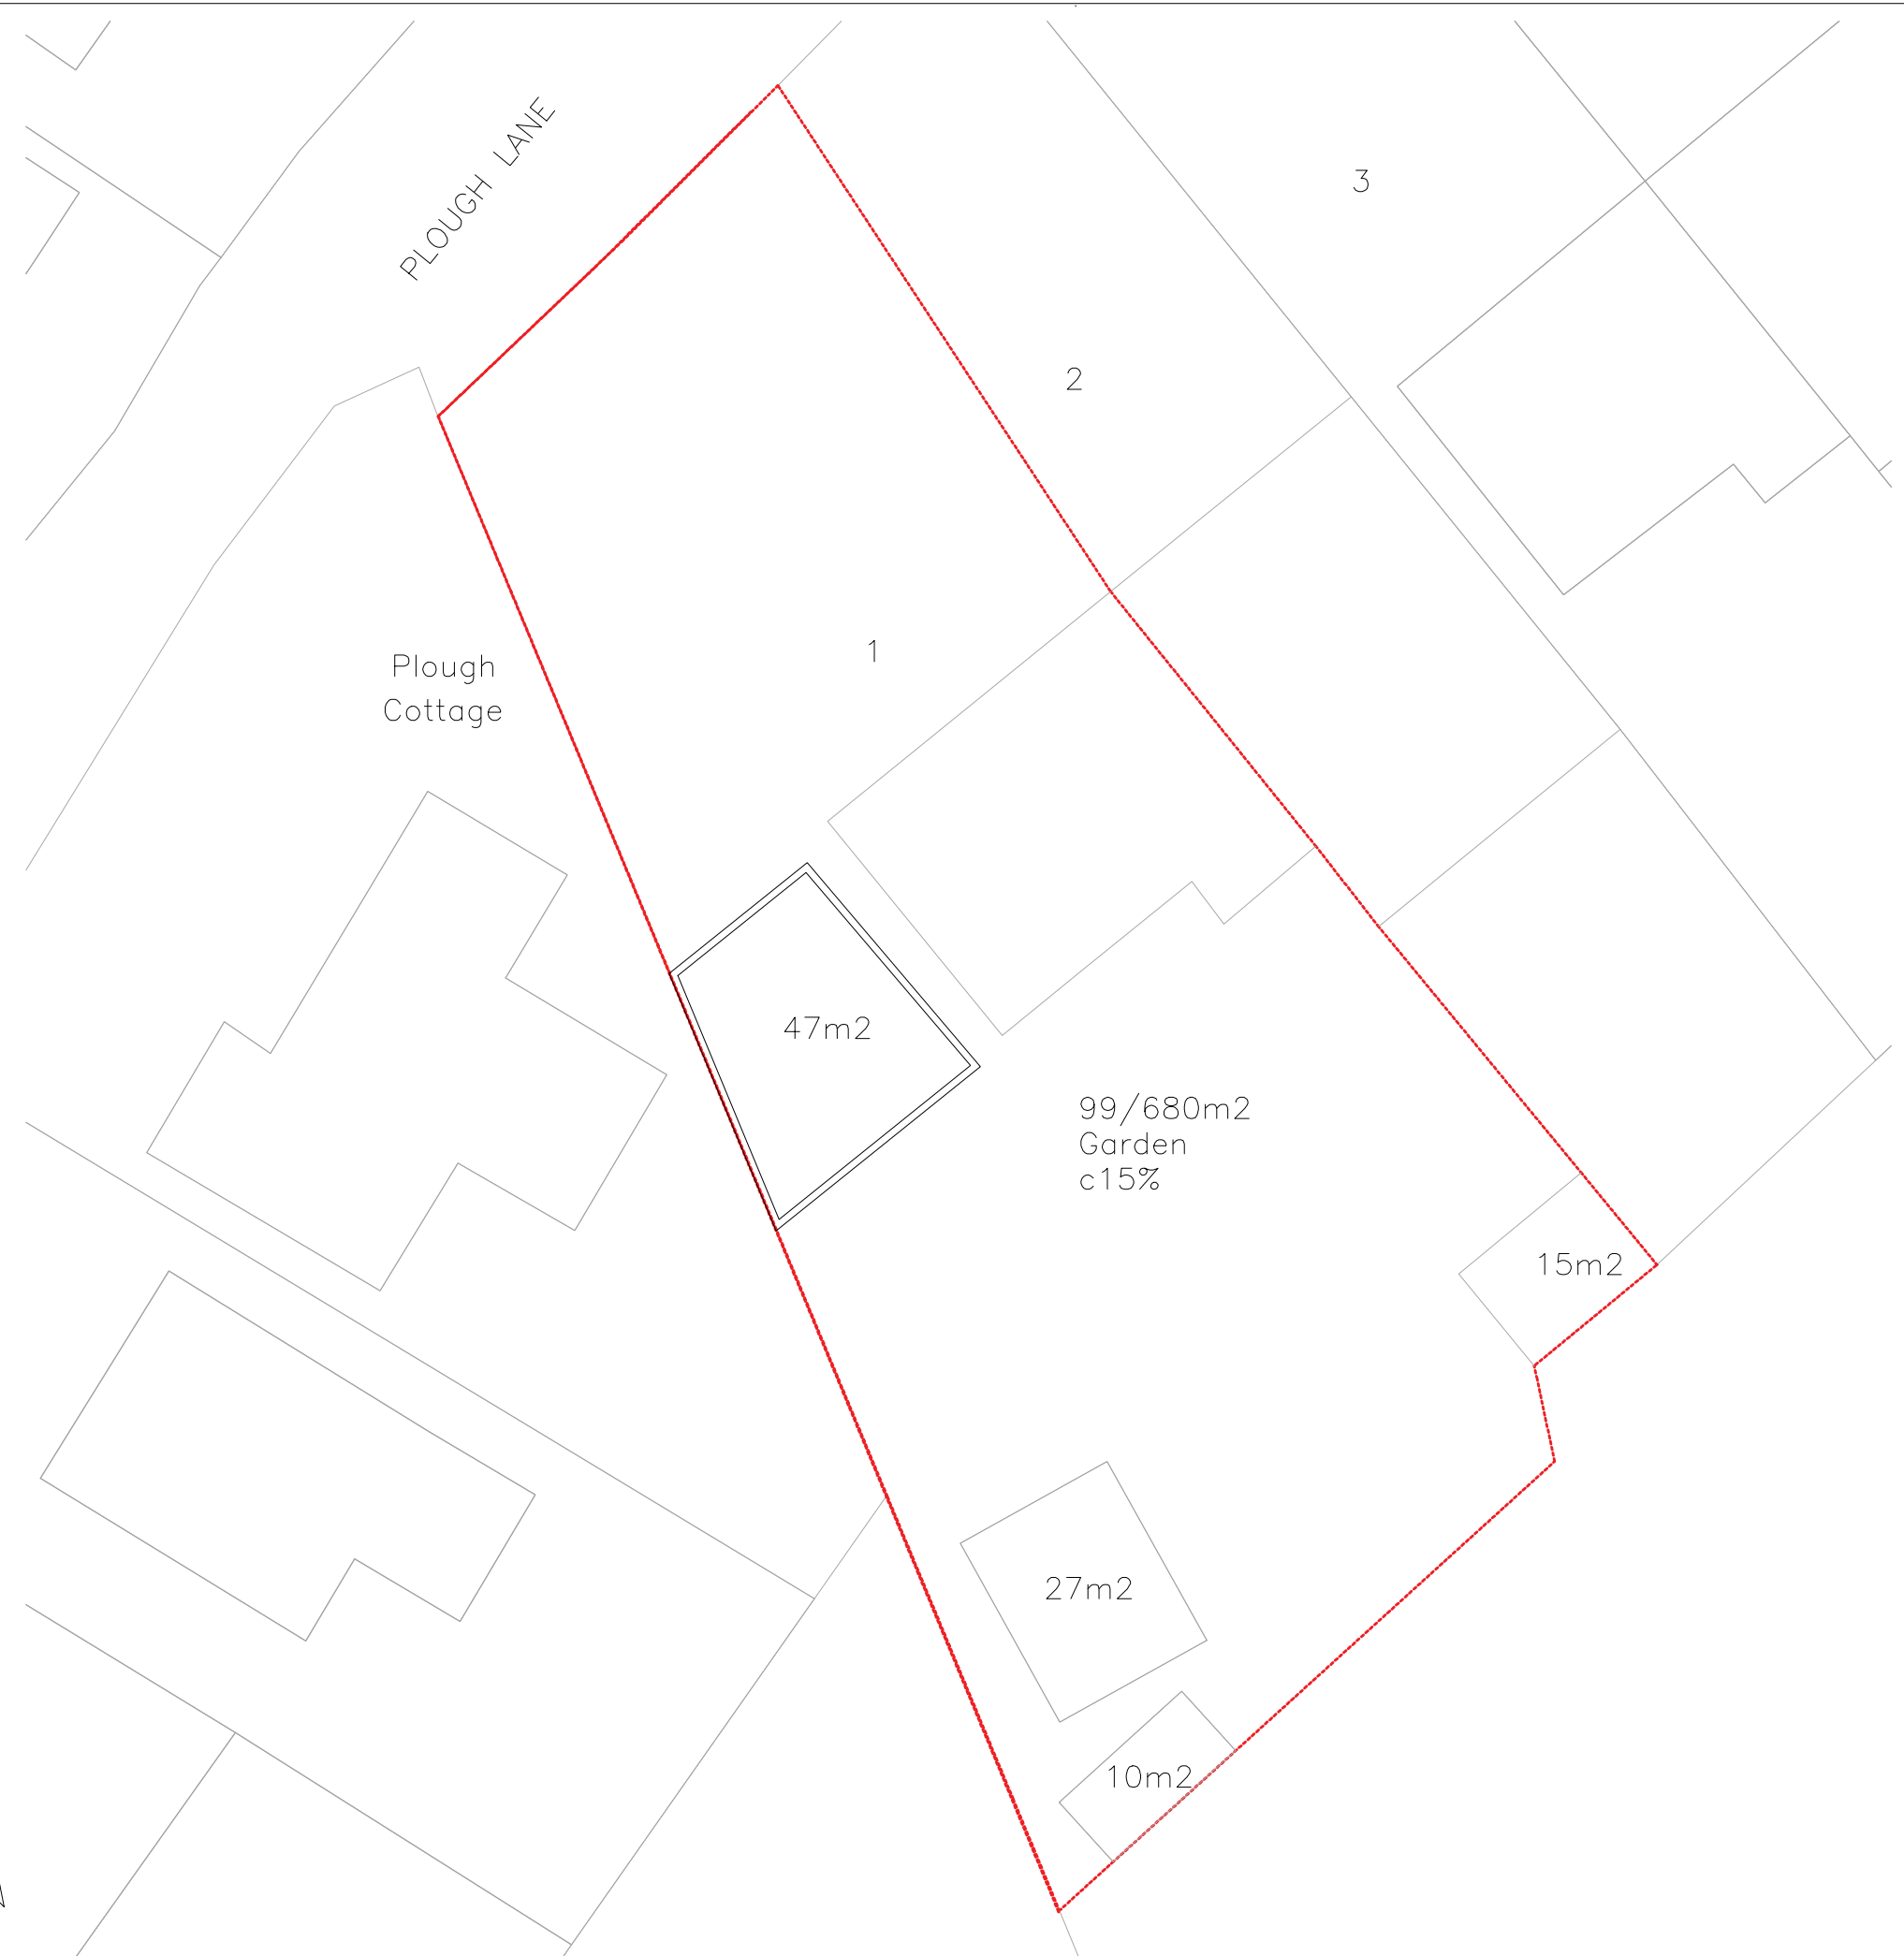 PLOUGH LANE
3
2
1
Plough
Cottage
47m2
99/680m2
Garden
c15%
15m2
27m2
10m2